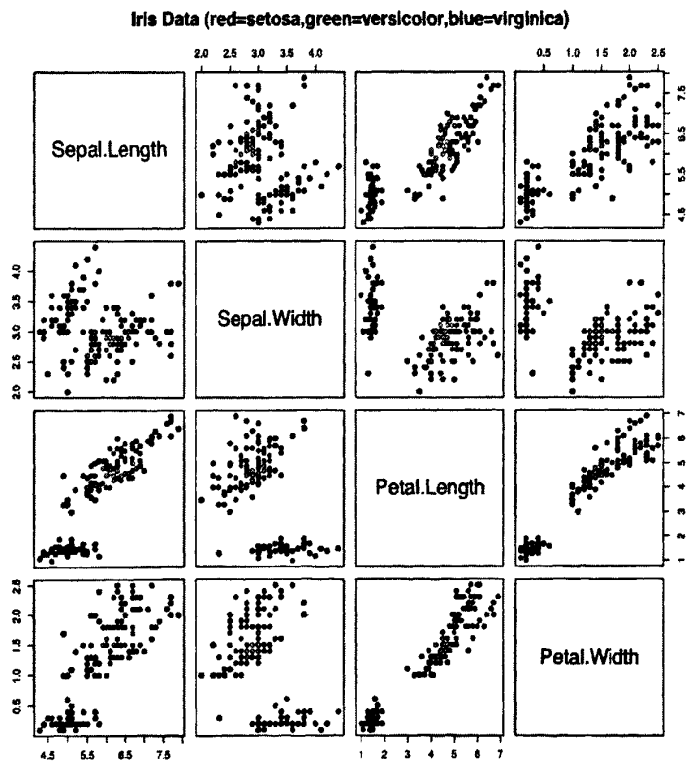 Iris Data (red=setosa,green=versicolor,blue=virginica)
2.0 2.5 3.0 3.5 4.0
0.5 1.0 1.5 2.0 2.5
Sepal.Length
4.5 5.5 6.5 7.5
2.0 2.5 3.0 3.5 4.0
Sepal.Width
Petal.Length
1 2 3 4 5 6 7
0.5 1.0 1.5 2.0 2.5
Petal.Width
4.5 5.5 6.5 7.5
1 2 3 4 5 6 7